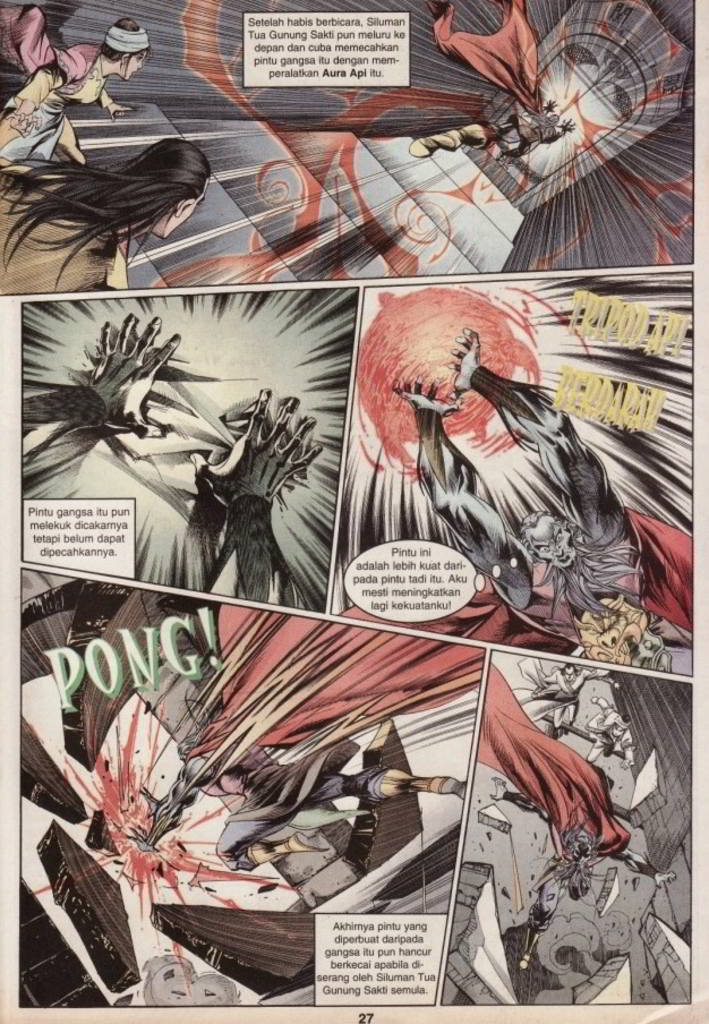 Setelah habis berbicara, Siluman
Tua Gunung Sakti pun meluru ke
depan dan cuba memecahkan
pintu gangsa itu dengan mem-
peralatkan Aura Api itu.
TRIPOD API
BERDARAH!
Pintu gangsa itu pun
melekuk dicakarnya
tetapi belum dapat
dipecahkannya.
Pintu ini
adalah lebih kuat dari-
pada pintu tadi itu. Aku
mesti meningkatkan
lagi kekuatanku!
PONG!
Akhirnya pintu yang
diperbuat daripada
gangsa itu pun hancur
berkecai apabila di-
serang oleh Siluman Tua
Gunung Sakti semula.
27